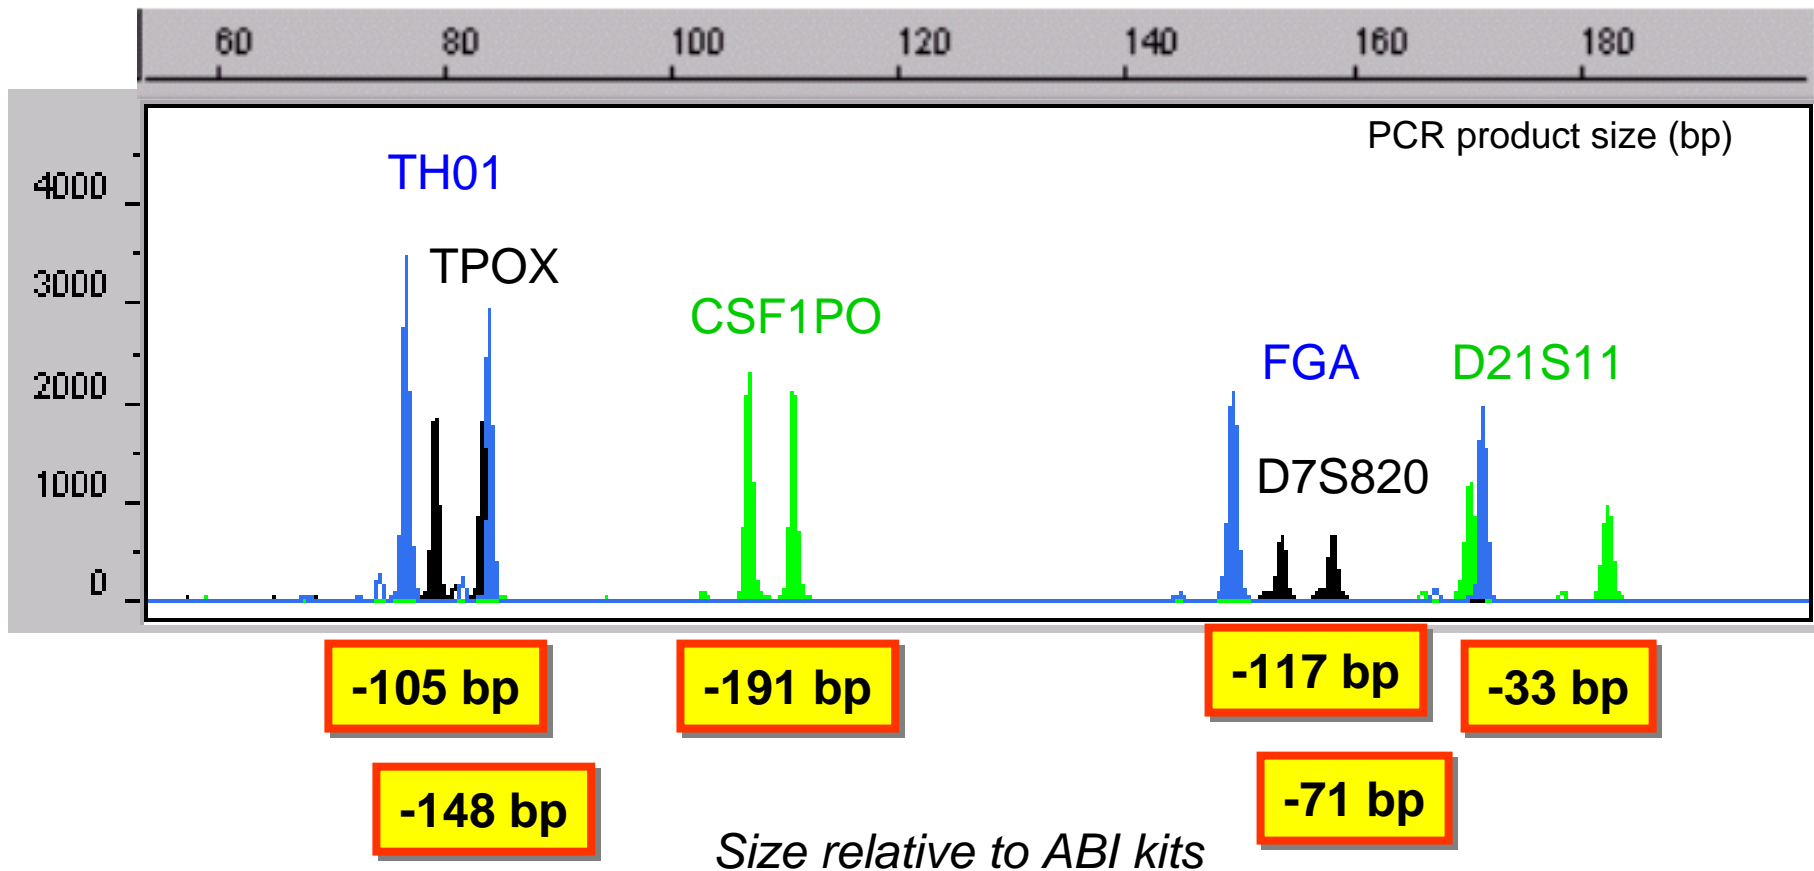 60 80 100 120 140 160 180
PCR product size (bp)
TH01
4000
TPOX
3000
CSF1PO
FGA D21S11
2000
D7S820
1000
0
-105 bp -191 bp -117 bp -33 bp
-148 bp -71 bp
Size relative to ABI kits